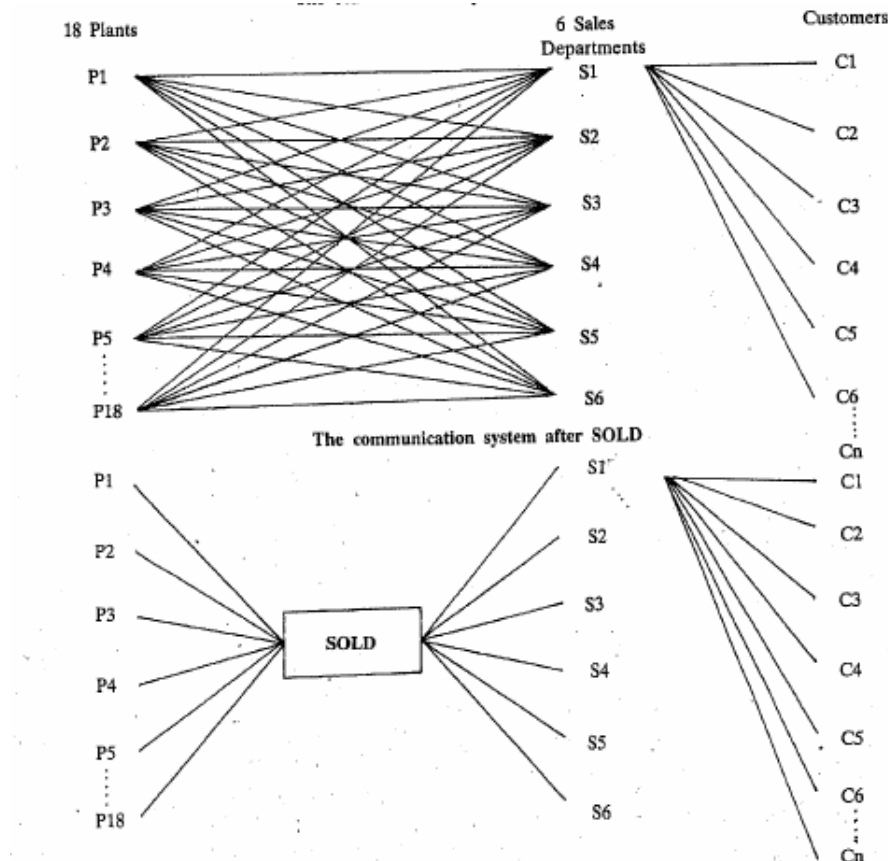 18 Plants
6 Sales
Departments
Customers
P1
S1
C1
P2
S2
C2
P3
S3
C3
P4
S4
C4
P5
S5
C5
P18
S6
C6
Cn
The communication system after SOLD
P1
S1
C1
P2
S2
C2
P3
S3
C3
SOLD
P4
S4
C4
P5
S5
C5
P18
S6
C6
Cn